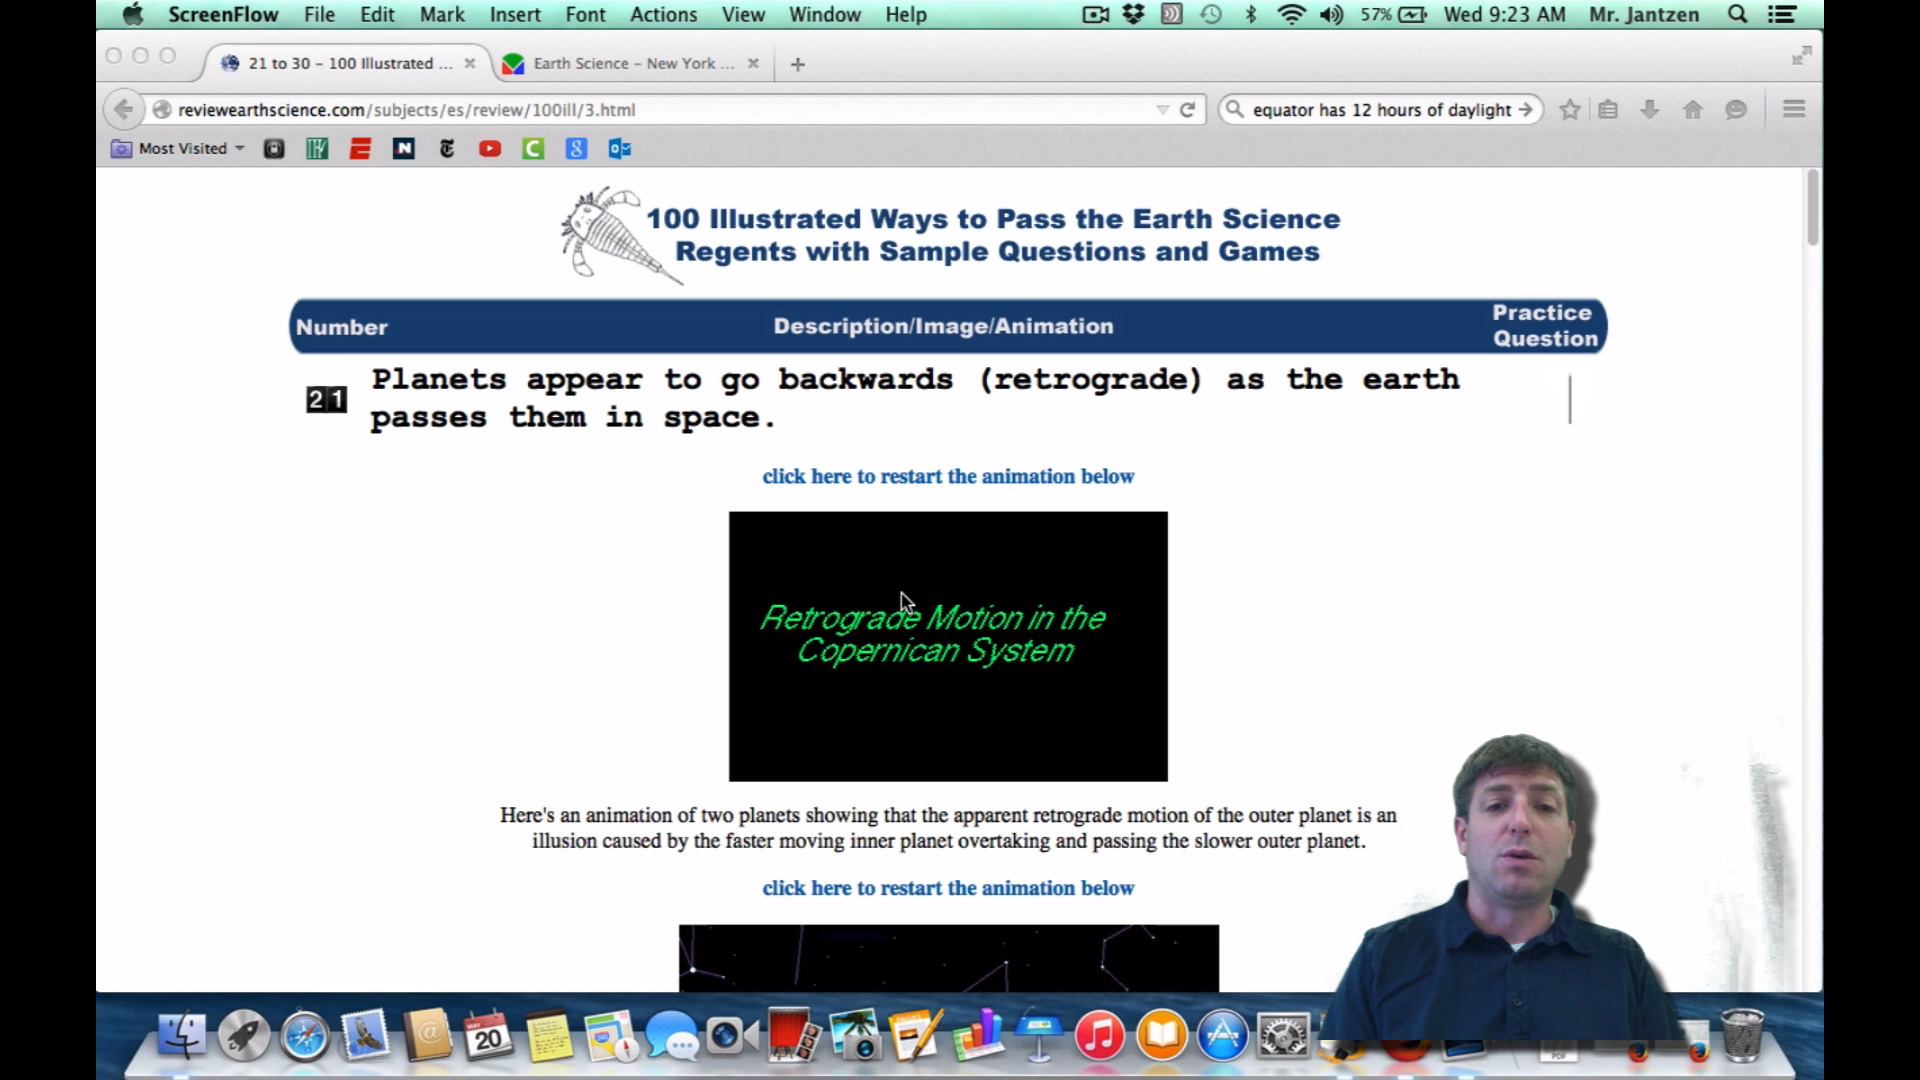 ScreenFlow File Edit Mark Insert Font Actions View Window Help 57% Wed 9:23 AM Mr. Jantzen
21 to 30 - 100 Illustrated ... Earth Science - New York ...
reviewearthscience.com/subjects/es/review/100ill/3.html equator has 12 hours of daylight
Most Visited
100 Illustrated Ways to Pass the Earth Science
Regents with Sample Questions and Games
Number Description/Image/Animation Practice
Question
21 Planets appear to go backwards (retrograde) as the earth
passes them in space.
click here to restart the animation below
Retrograde Motion in the
Copernican System
Here's an animation of two planets showing that the apparent retrograde motion of the outer planet is an
illusion caused by the faster moving inner planet overtaking and passing the slower outer planet.
click here to restart the animation below
MAY
20
PAGES
PDF